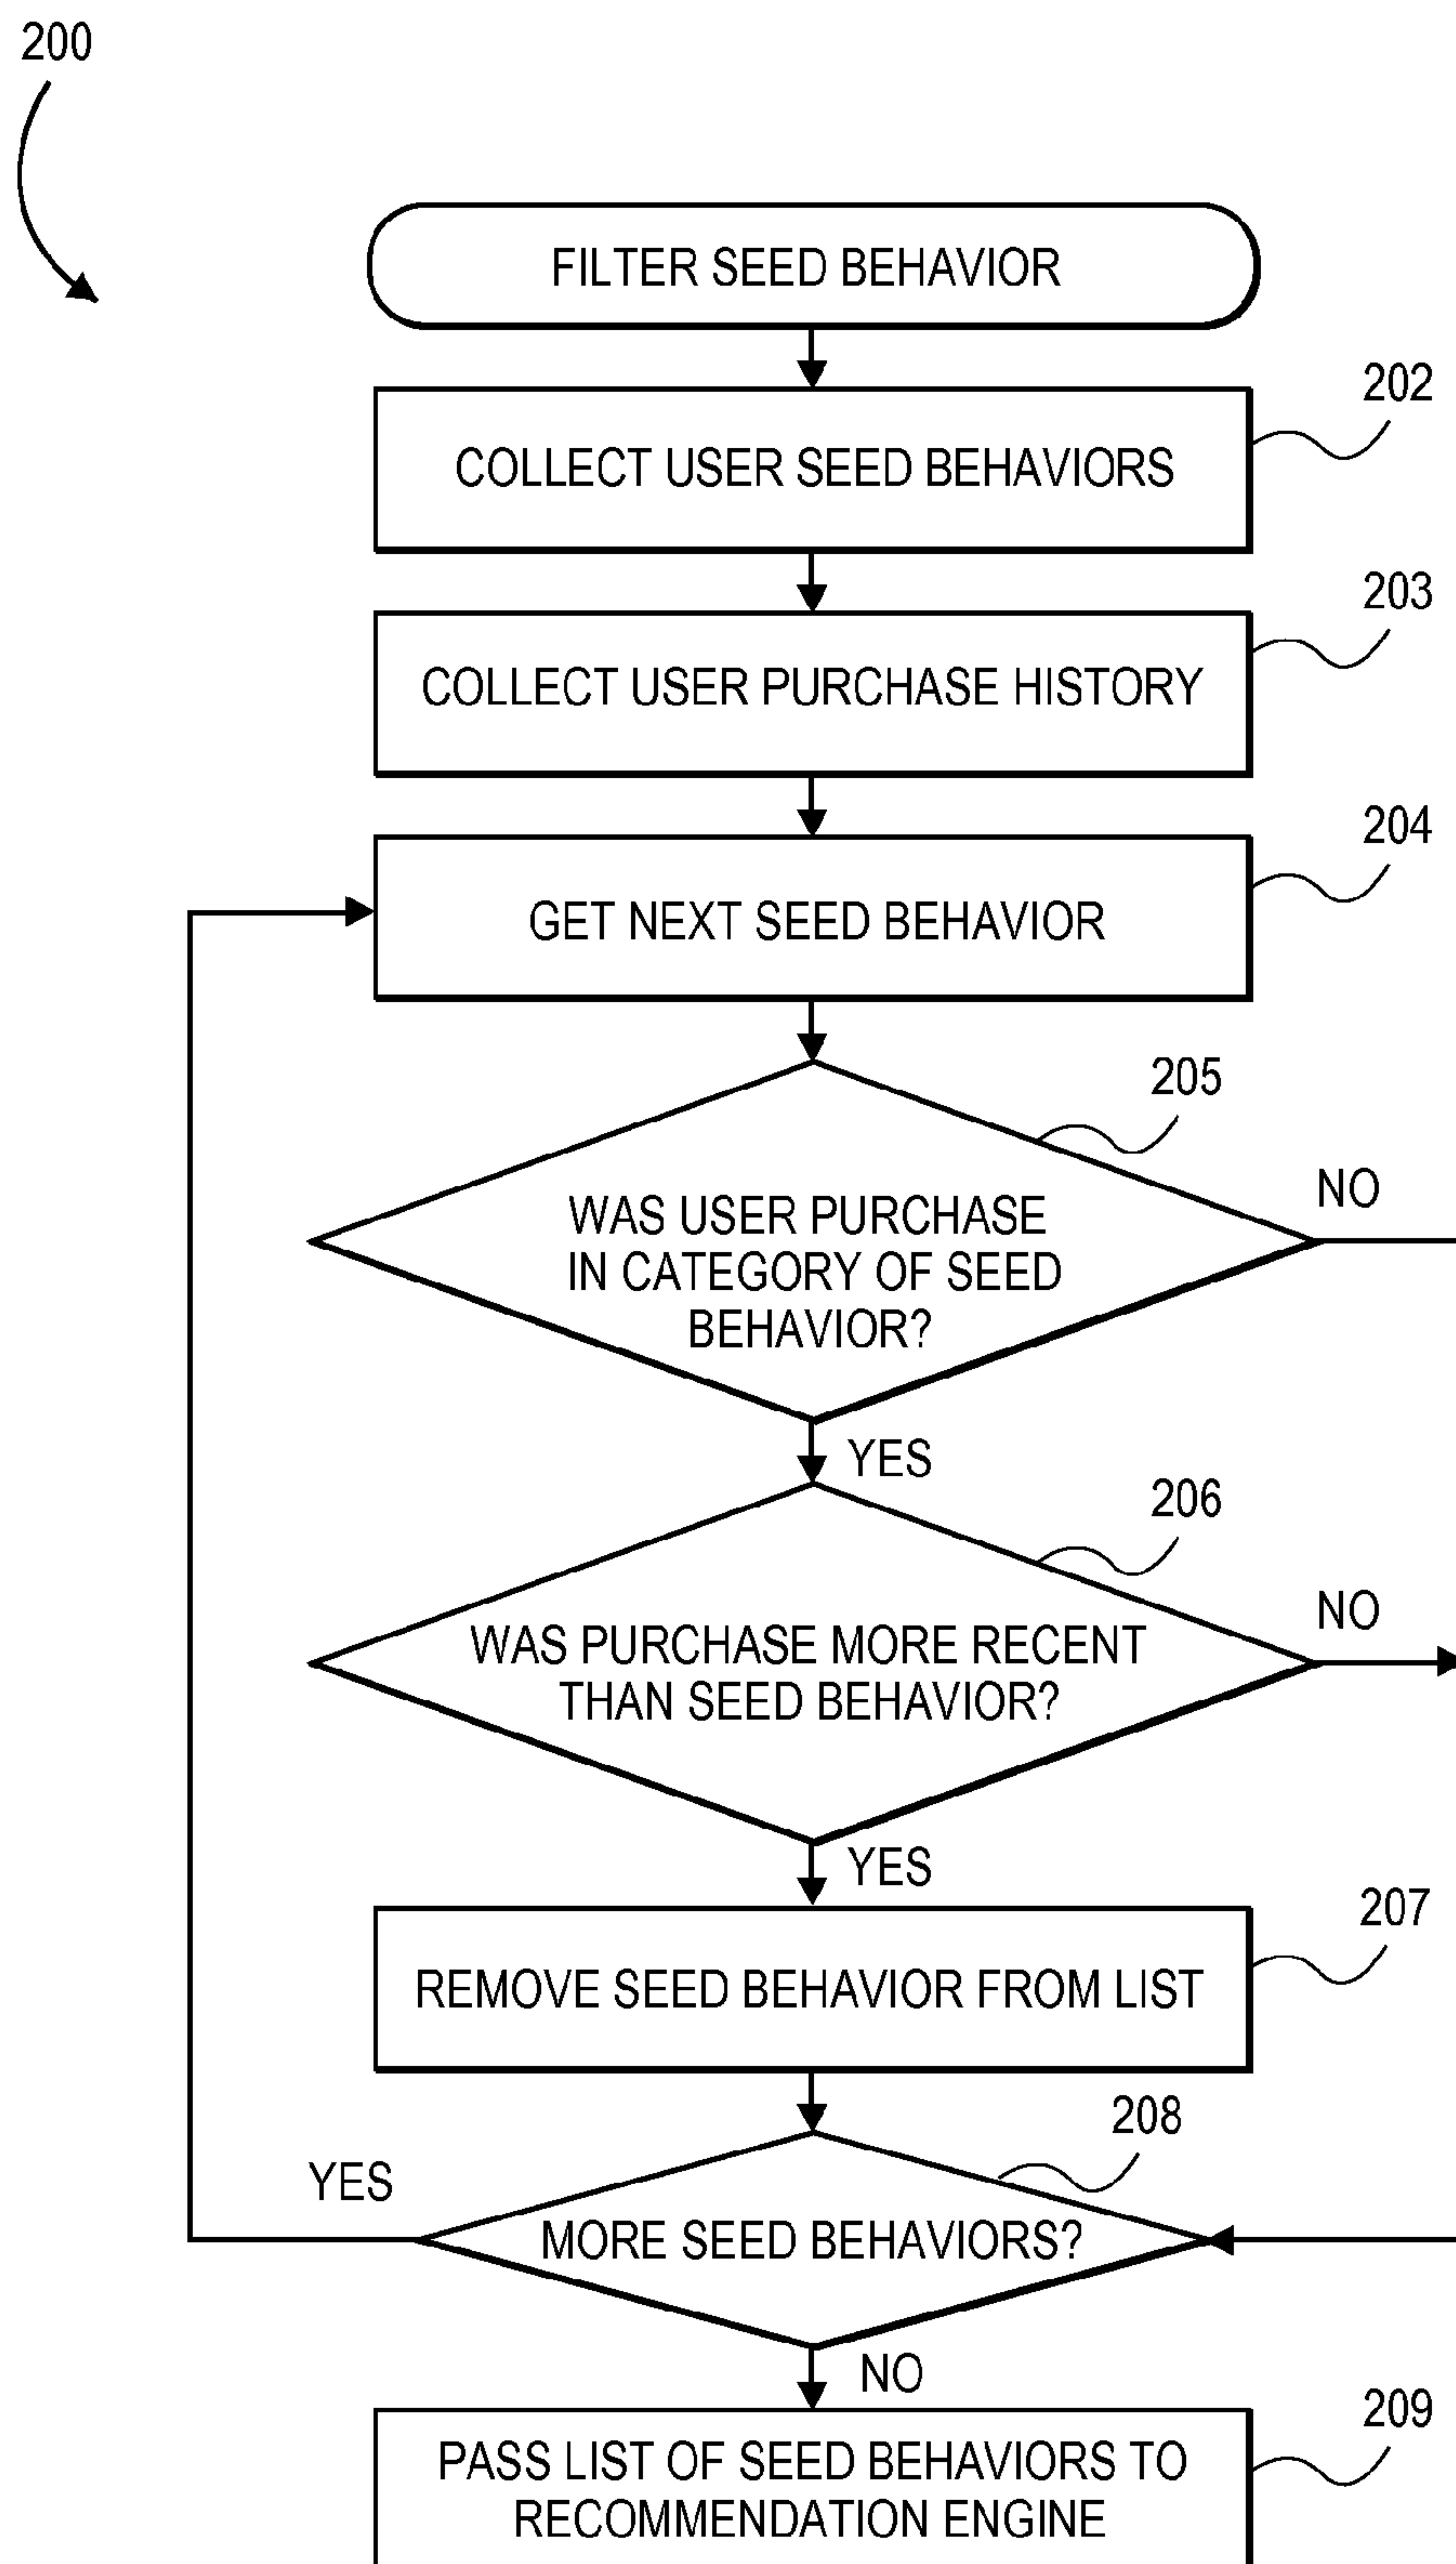 200
FILTER SEED BEHAVIOR
202
COLLECT USER SEED BEHAVIORS
203
COLLECT USER PURCHASE HISTORY
204
GET NEXT SEED BEHAVIOR
205
NO
WAS USER PURCHASE
IN CATEGORY OF SEED
BEHAVIOR?
YES
206
NO
WAS PURCHASE MORE RECENT
THAN SEED BEHAVIOR?
YES
207
REMOVE SEED BEHAVIOR FROM LIST
208
YES
MORE SEED BEHAVIORS?
NO
209
PASS LIST OF SEED BEHAVIORS TO
RECOMMENDATION ENGINE